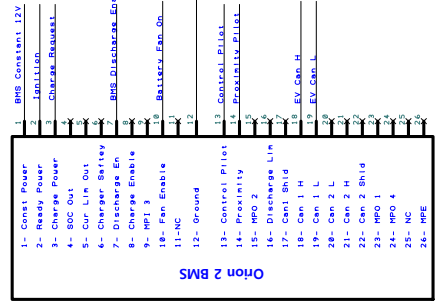 BMS Constant 12V
Ignition
Charge Request
BMS Discharge Ena
Battery Fan On
Control Pilot
Proximity Pilot
EV Can H
EV Can L
1
2
3
4
5
6
7
8
9
10
11
12
13
14
15
16
17
18
19
20
21
22
23
24
25
26
1- Const Power
2- Ready Power
3- Charge Power
4- SOC Out
5- Cur Lim Out
6- Charger Saftey
7- Discharge En
8- Charge Enable
9- MPI 3
10- Fan Enable
11-NC
12- Ground
13- Control Pilot
14- Proximity
15- MPO 2
16- Discharge Lim
17- Can1 Shld
18- Can 1 H
19- Can 1 L
20- Can 2 L
21- Can 2 H
22- Can 2 Shld
23- MPO 1
24- MPO 4
25- NC
26- MPE
Orion 2 BMS